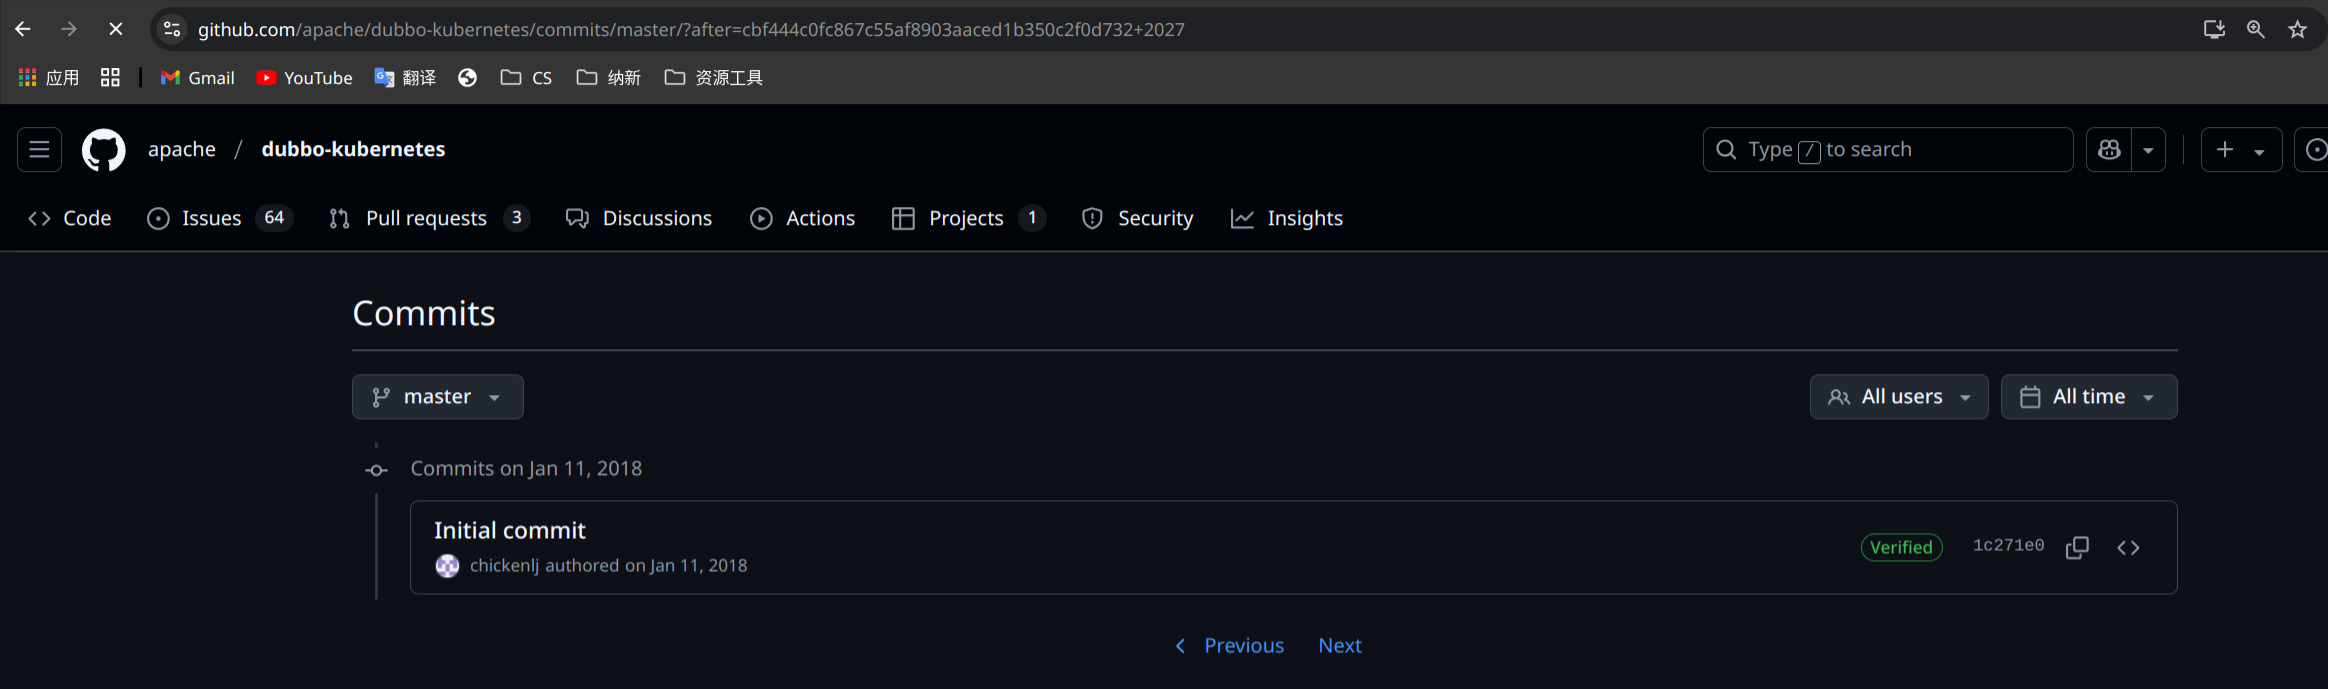 github.com/apache/dubbo-kubernetes/commits/master/?after=cbf444c0fc867c55af8903aaced1b350c2f0d732+2027
应用 Gmail YouTube 翻译 CS 纳新 资源工具
apache / dubbo-kubernetes Type / to search
Code Issues 64 Pull requests 3 Discussions Actions Projects 1 Security Insights
Commits
master All users All time
Commits on Jan 11, 2018
Initial commit
Verified 1c271e0
chickenlj authored on Jan 11, 2018
Previous Next